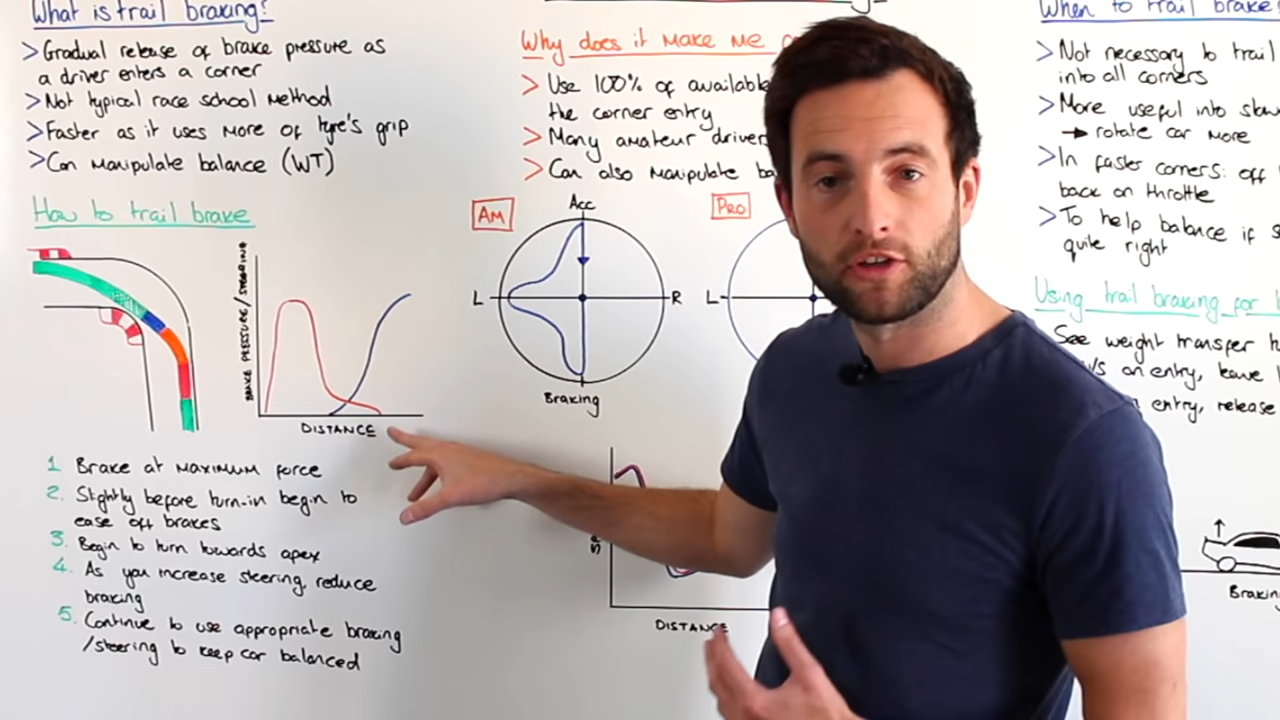 What is trail braking?
> Gradual release of brake pressure as
a driver enters a corner
> Not typical race school method
> Faster as it uses more of tyre's grip
> Can manipulate balance (WT)
How to trail brake
BRAKE PRESSURE/STEERING
DISTANCE
1 Brake at MAXIMUM force
2. Slightly before turn-in begin to
ease off brakes
3. Begin to turn towards apex
4. As you increase steering, reduce
braking
5. Continue to use appropriate braking
/steering to keep car balanced
Why does it make me
> Use 100% of available
the corner entry
> Many amateur drivers
> Can also manipulate
AM
Acc
L
R
Braking
PRO
L
DISTANCE
When to trail brake?
> Not necessary to trail
into all corners
> More useful into
→ rotate car more
> In faster corners: off
back on throttle
> To help balance if
quite right
Using trail braking for
See weight transfer
on entry, leave
entry, release